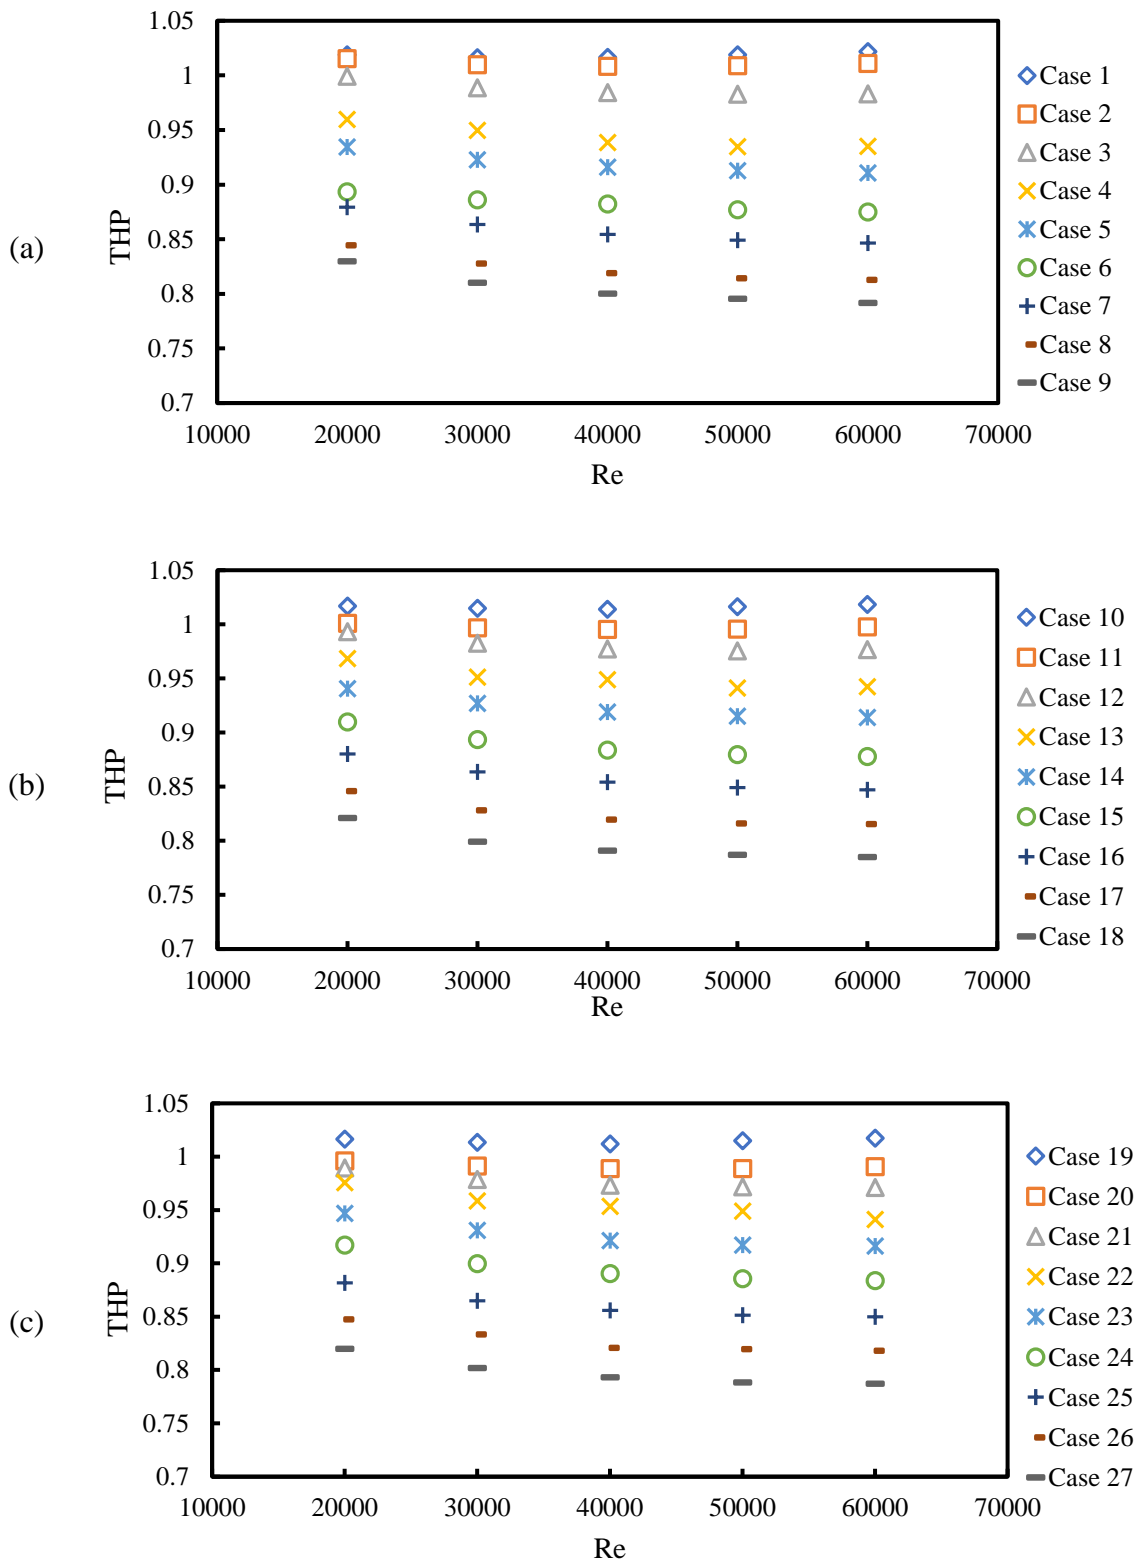 (a)
THP
1.05
1
0.95
0.9
0.85
0.8
0.75
0.7
10000 20000 30000 40000 50000 60000 70000
Re
Case 1
Case 2
Case 3
Case 4
Case 5
Case 6
Case 7
Case 8
Case 9
(b)
THP
1.05
1
0.95
0.9
0.85
0.8
0.75
0.7
10000 20000 30000 40000 50000 60000 70000
Re
Case 10
Case 11
Case 12
Case 13
Case 14
Case 15
Case 16
Case 17
Case 18
(c)
THP
1.05
1
0.95
0.9
0.85
0.8
0.75
0.7
10000 20000 30000 40000 50000 60000 70000
Re
Case 19
Case 20
Case 21
Case 22
Case 23
Case 24
Case 25
Case 26
Case 27